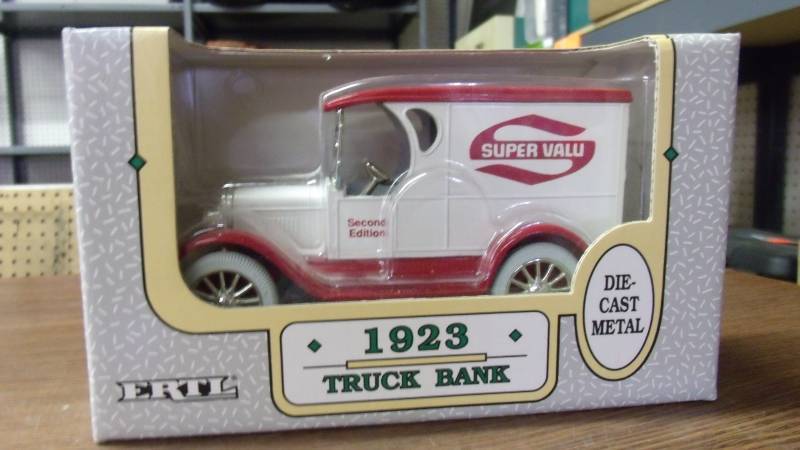 SUPER VALU
Second
Edition
1923
TRUCK BANK
DIE-
CAST
METAL
ERTL